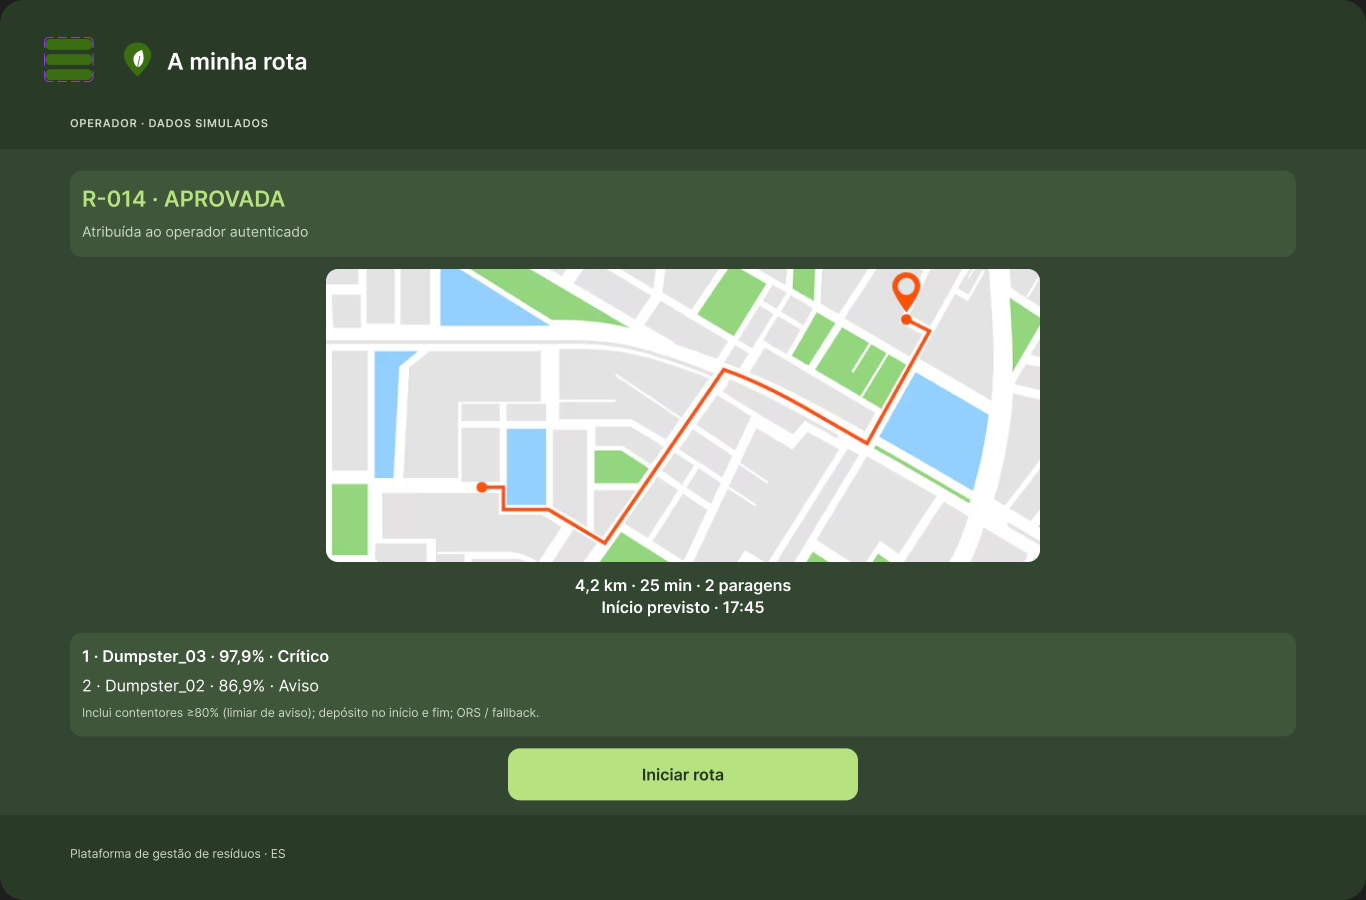 A minha rota
OPERADOR · DADOS SIMULADOS
R-014 · APROVADA
Atribuída ao operador autenticado
4,2 km · 25 min · 2 paragens
Início previsto · 17:45
1 · Dumpster_03 · 97,9% · Crítico
2 · Dumpster_02 · 86,9% · Aviso
Inclui contentores ≥80% (limiar de aviso); depósito no início e fim; ORS / fallback.
Iniciar rota
Plataforma de gestão de resíduos · ES